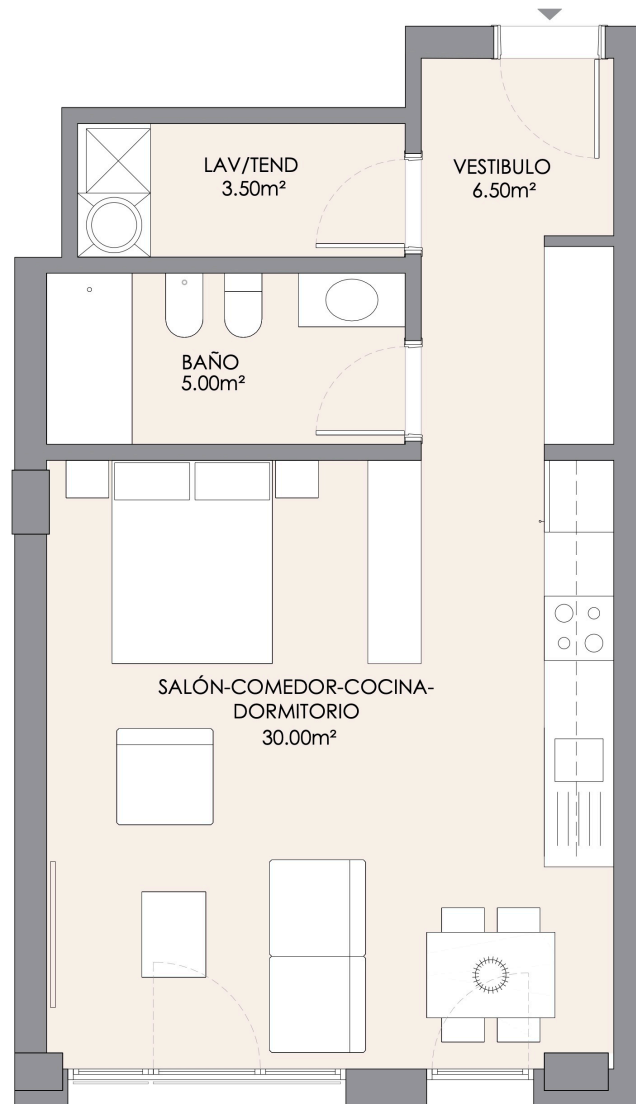 LAV/TEND
3.50m²
VESTIBULO
6.50m²
BAÑO
5.00m²
SALÓN-COMEDOR-COCINA-
DORMITORIO
30.00m²